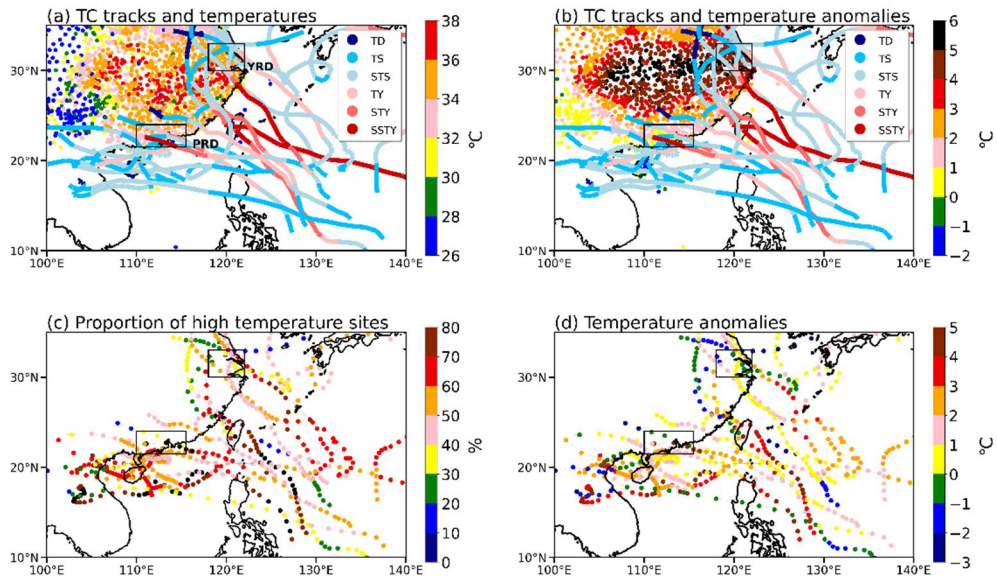 (a) TC tracks and temperatures
30°N
20°N
10°N
100°E 110°E 120°E 130°E 140°E
YRD
PRD
TD
TS
STS
TY
STY
SSTY
38
36
34
32
30
28
26
°C
(b) TC tracks and temperature anomalies
30°N
20°N
10°N
100°E 110°E 120°E 130°E 140°E
TD
TS
STS
TY
STY
SSTY
6
5
4
3
2
1
0
−1
−2
°C
(c) Proportion of high temperature sites
30°N
20°N
10°N
100°E 110°E 120°E 130°E 140°E
80
70
60
50
40
30
20
10
0
%
(d) Temperature anomalies
30°N
20°N
10°N
100°E 110°E 120°E 130°E 140°E
5
4
3
2
1
0
−1
−2
−3
°C